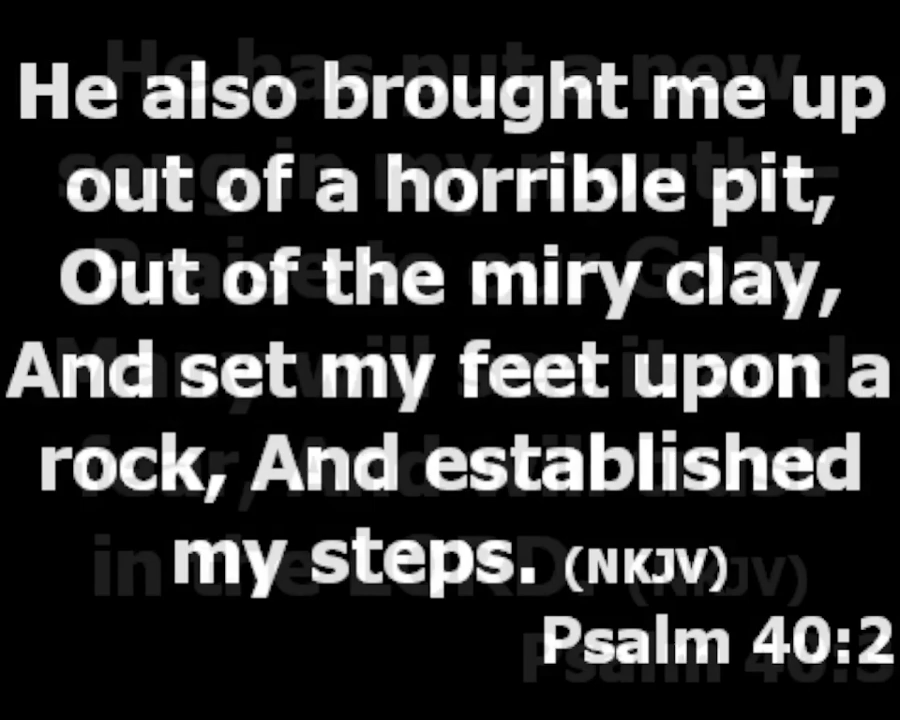 He also brought me up
out of a horrible pit,
Out of the miry clay,
And set my feet upon a
rock, And established
my steps. (NKJV)
Psalm 40:2